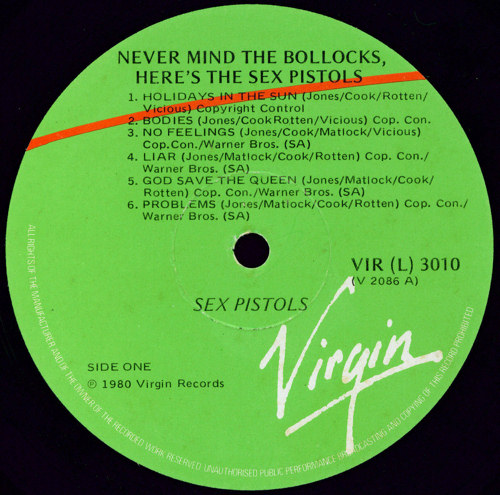 NEVER MIND THE BOLLOCKS,
HERE'S THE SEX PISTOLS
1. HOLIDAYS IN THE SUN (Jones/Cook/Rotten/
Vicious) Copyright Control
2. BODIES (Jones/CookRotten/Vicious) Cop. Con.
3. NO FEELINGS (Jones/Cook/Matlock/Vicious)
Cop.Con./Warner Bros. (SA)
4. LIAR (Jones/Matlock/Cook/Rotten) Cop. Con./
Warner Bros. (SA)
5. GOD SAVE THE QUEEN (Jones/Matlock/Cook/
Rotten) Cop. Con./Warner Bros. (SA)
6. PROBLEMS (Jones/Matlock/Cook/Rotten) Cop. Con./
Warner Bros. (SA)
VIR (L) 3010
(V 2086 A)
SEX PISTOLS
Virgin
SIDE ONE
℗ 1980 Virgin Records
ALL RIGHTS OF THE MANUFACTURER AND OF THE OWNER OF THE RECORDED WORK RESERVED. UNAUTHORISED PUBLIC PERFORMANCE BROADCASTING AND COPYING OF THIS RECORD PROHIBITED